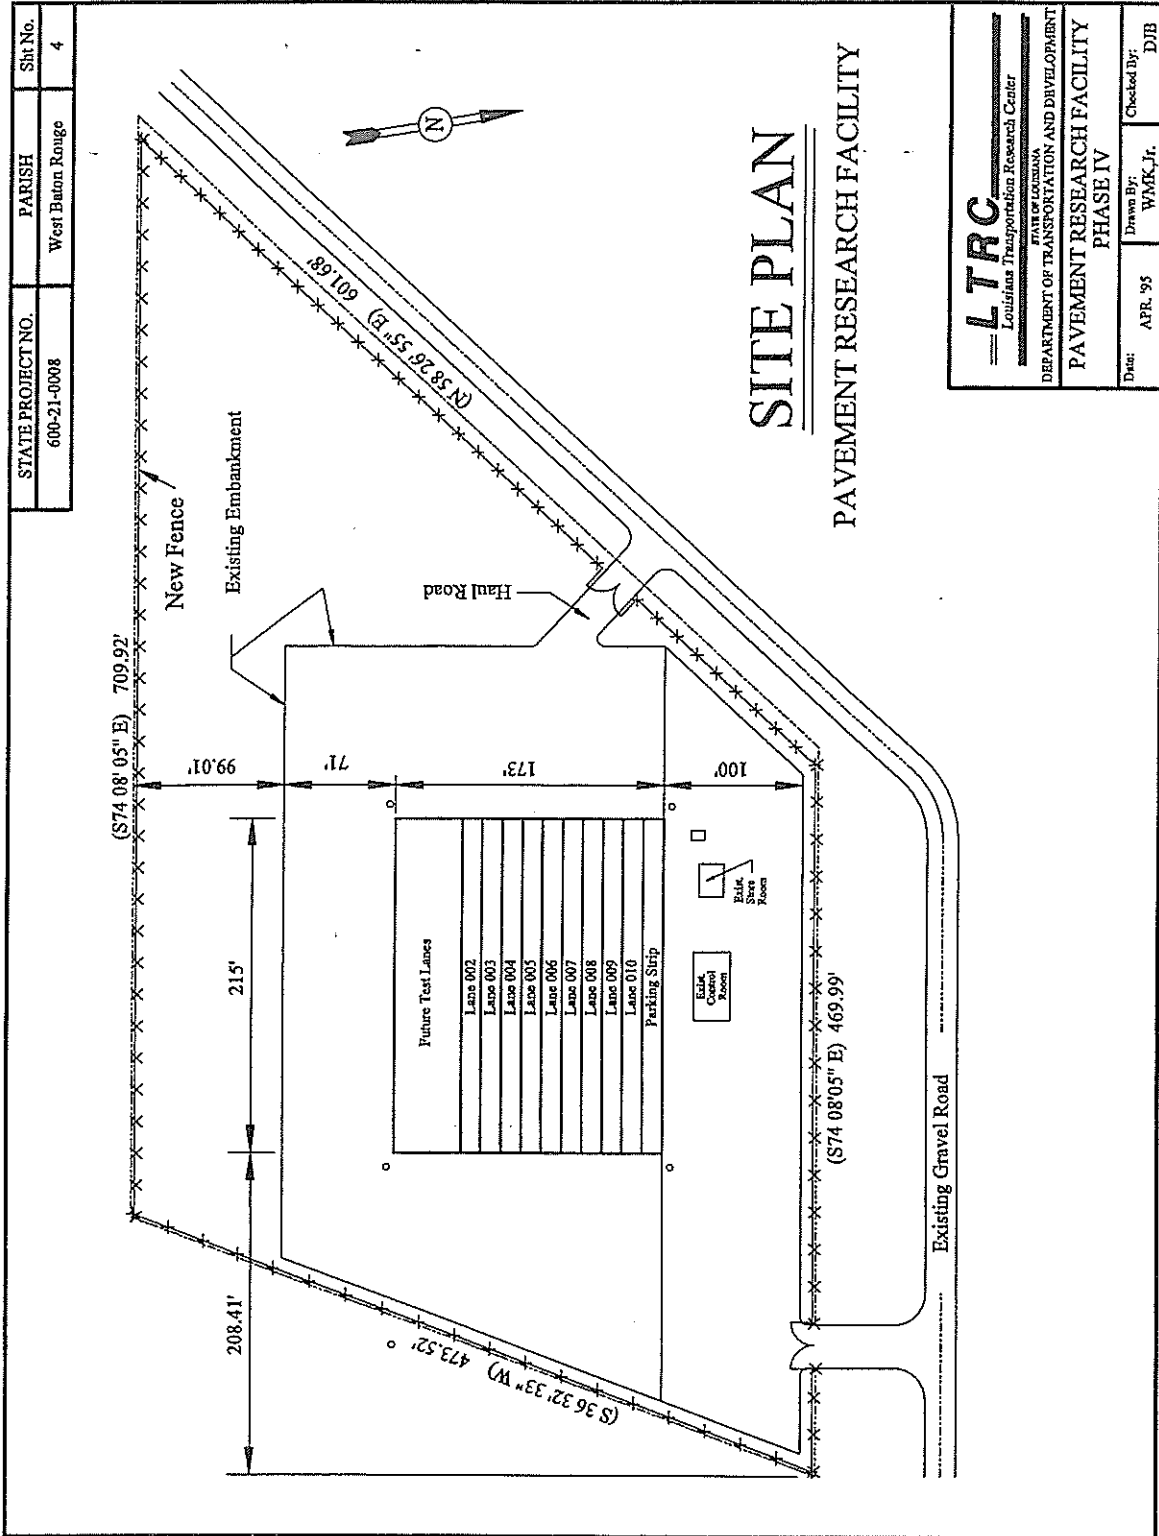 STATE PROJECT NO.
PARISH
Sht No.
600-21-0008
West Baton Rouge
4
(S74 08' 05" E) 709.92'
New Fence
Existing Embankment
Haul Road
(N 58 26' 55" E)
601.68'
N
208.41'
215'
99.01'
71'
173'
100'
Future Test Lanes
Lane 002
Lane 003
Lane 004
Lane 005
Lane 006
Lane 007
Lane 008
Lane 009
Lane 010
Parking Strip
Exist.
Control
Room
Exist.
Store
Room
(S 36 32' 33" W) 473.52'
(S74 08'05" E) 469.99'
Existing Gravel Road
SITE PLAN
PAVEMENT RESEARCH FACILITY
LTRC
Louisiana Transportation Research Center
STATE OF LOUISIANA
DEPARTMENT OF TRANSPORTATION AND DEVELOPMENT
PAVEMENT RESEARCH FACILITY
PHASE IV
Date:
APR. '95
Drawn By:
WMK,Jr.
Checked By:
DJB